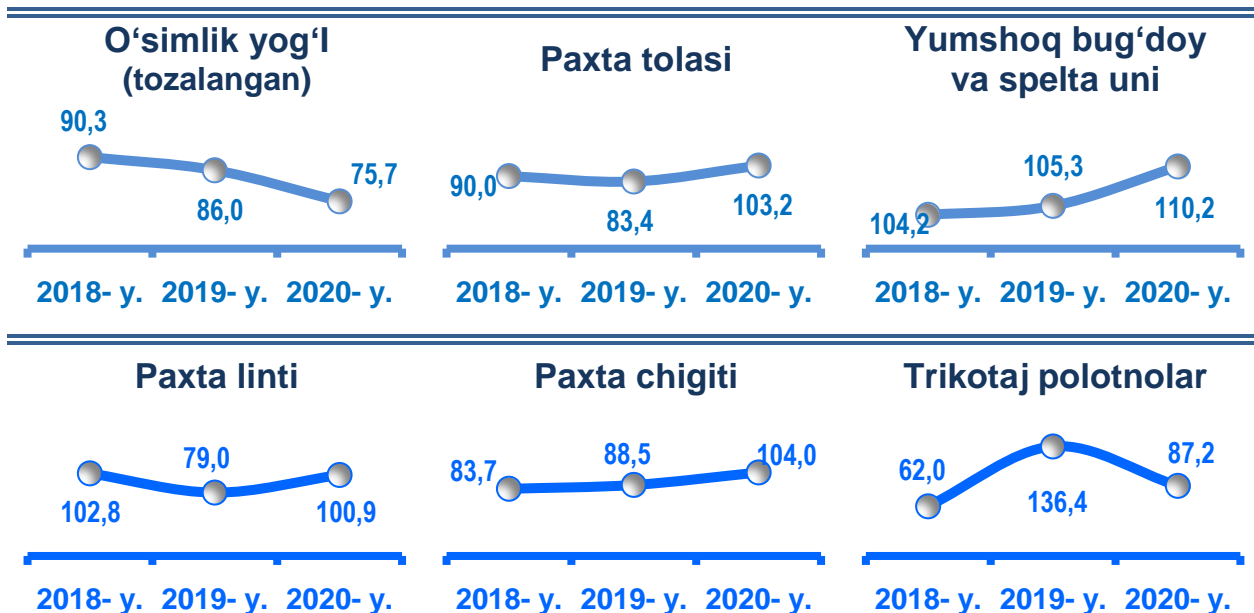 O‘simlik yog‘I
(tozalangan)
90,3
86,0
75,7
2018- y. 2019- y. 2020- y.
Paxta tolasi
90,0
83,4
103,2
2018- y. 2019- y. 2020- y.
Yumshoq bug‘doy
va spelta uni
104,2
105,3
110,2
2018- y. 2019- y. 2020- y.
Paxta linti
102,8
79,0
100,9
2018- y. 2019- y. 2020- y.
Paxta chigiti
83,7
88,5
104,0
2018- y. 2019- y. 2020- y.
Trikotaj polotnolar
62,0
136,4
87,2
2018- y. 2019- y. 2020- y.